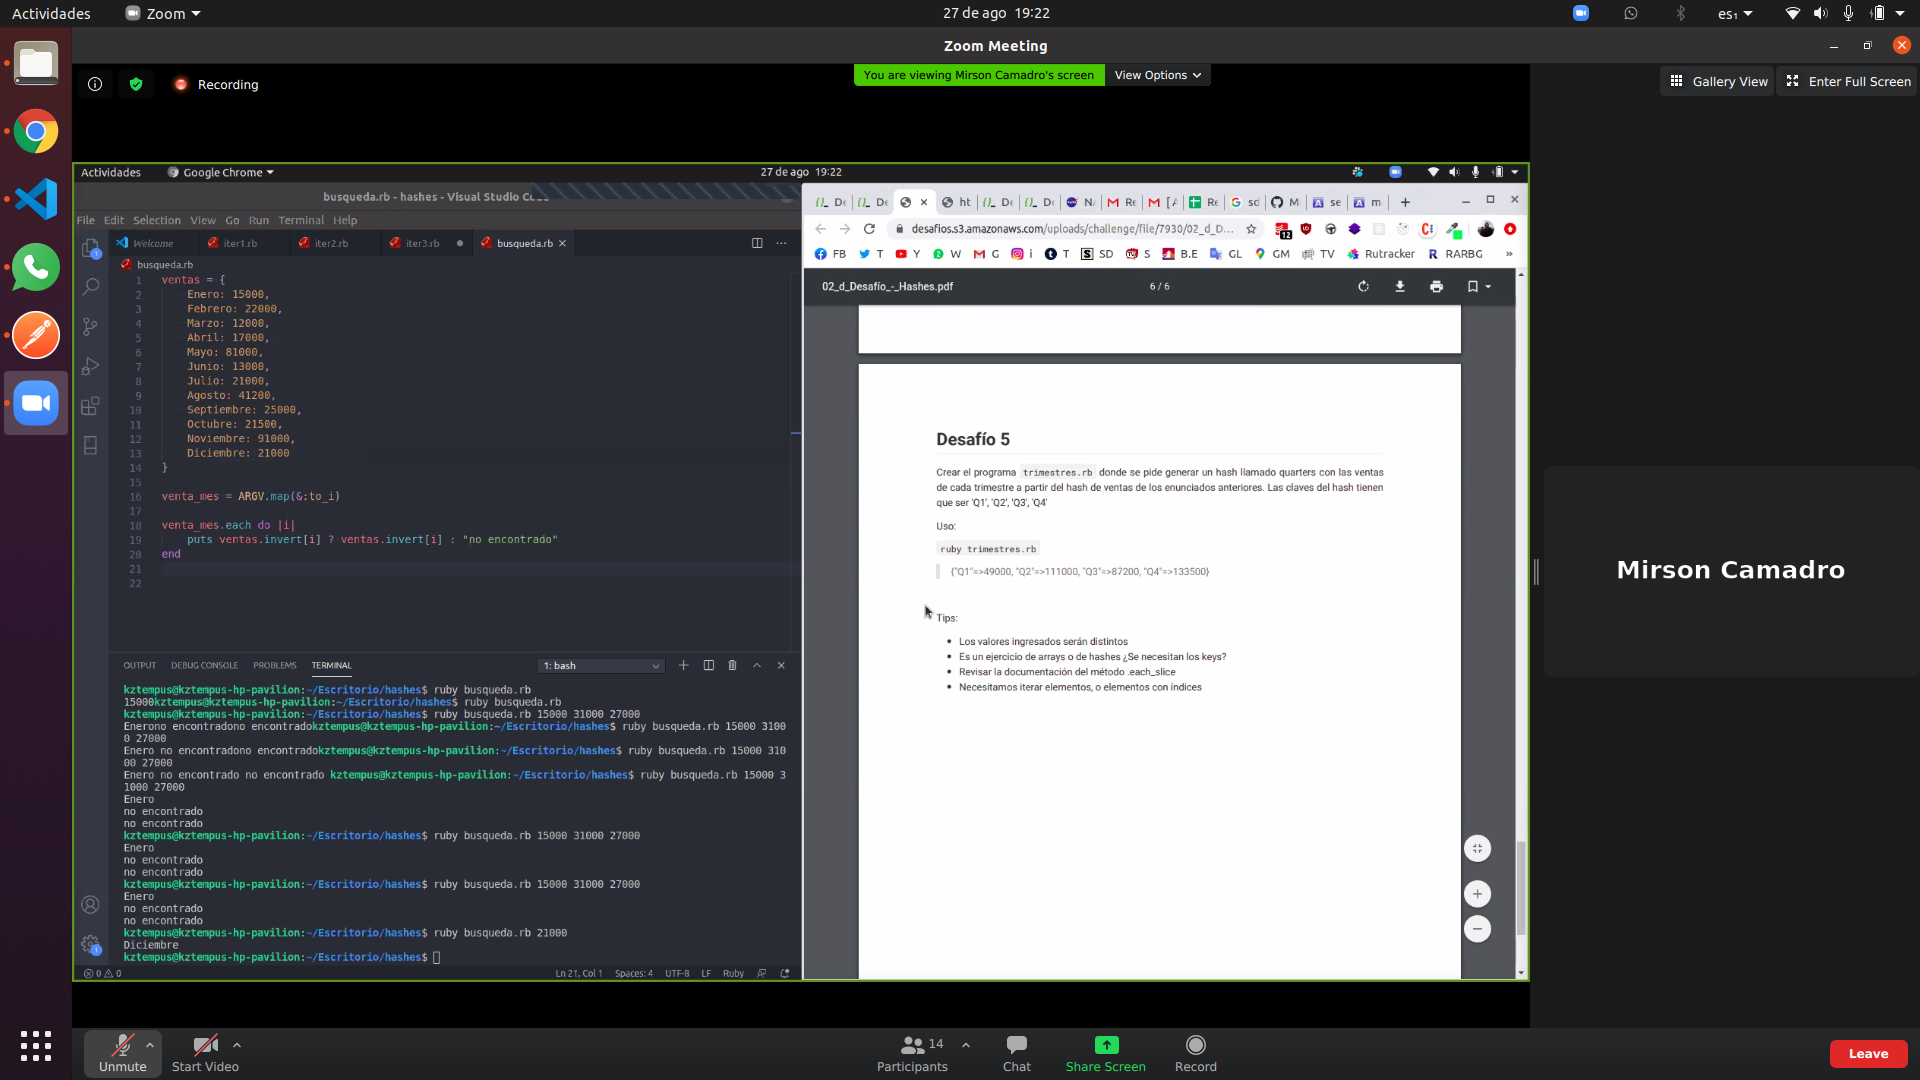 Actividades
Zoom
27 de ago 19:22
es₁
Zoom Meeting
Recording
You are viewing Mirson Camadro's screen
View Options
Gallery View
Enter Full Screen
Actividades
Google Chrome
27 de ago 19:22
busqueda.rb - hashes - Visual Studio
File Edit Selection View Go Run Terminal Help
Welcome
iter1.rb
iter2.rb
iter3.rb
busqueda.rb
busqueda.rb
1 ventas = {
2 Enero: 15000,
3 Febrero: 22000,
4 Marzo: 12000,
5 Abril: 17000,
6 Mayo: 81000,
7 Junio: 13000,
8 Julio: 21000,
9 Agosto: 41200,
10 Septiembre: 25000,
11 Octubre: 21500,
12 Noviembre: 91000,
13 Diciembre: 21000
14 }
15
16 venta_mes = ARGV.map(&:to_i)
17
18 venta_mes.each do |i|
19 puts ventas.invert[i] ? ventas.invert[i] : "no encontrado"
20 end
21
22
OUTPUT DEBUG CONSOLE PROBLEMS TERMINAL
1: bash
kztempus@kztempus-hp-pavilion:~/Escritorio/hashes$ ruby busqueda.rb
15000kztempus@kztempus-hp-pavilion:~/Escritorio/hashes$ ruby busqueda.rb
kztempus@kztempus-hp-pavilion:~/Escritorio/hashes$ ruby busqueda.rb 15000 31000 27000
Enerono encontradono encontradokztempus@kztempus-hp-pavilion:~/Escritorio/hashes$ ruby busqueda.rb 15000 3100
0 27000
Enero no encontradono encontradokztempus@kztempus-hp-pavilion:~/Escritorio/hashes$ ruby busqueda.rb 15000 310
00 27000
Enero no encontrado no encontrado kztempus@kztempus-hp-pavilion:~/Escritorio/hashes$ ruby busqueda.rb 15000 3
1000 27000
Enero
no encontrado
no encontrado
kztempus@kztempus-hp-pavilion:~/Escritorio/hashes$ ruby busqueda.rb 15000 31000 27000
Enero
no encontrado
no encontrado
kztempus@kztempus-hp-pavilion:~/Escritorio/hashes$ ruby busqueda.rb 15000 31000 27000
Enero
no encontrado
no encontrado
kztempus@kztempus-hp-pavilion:~/Escritorio/hashes$ ruby busqueda.rb 21000
Diciembre
kztempus@kztempus-hp-pavilion:~/Escritorio/hashes$
0 0
Ln 21, Col 1 Spaces: 4 UTF-8 LF Ruby
desafios.s3.amazonaws.com/uploads/challenge/file/7930/02_d_D...
FB T Y W G i T SD S B.E GL GM TV Rutracker RARBG »
02_d_Desafío_-_Hashes.pdf
6 / 6
Desafío 5
Crear el programa trimestres.rb donde se pide generar un hash llamado quarters con las ventas
de cada trimestre a partir del hash de ventas de los enunciados anteriores. Las claves del hash tienen
que ser 'Q1', 'Q2', 'Q3', 'Q4'
Uso:
ruby trimestres.rb
{"Q1"=>49000, "Q2"=>111000, "Q3"=>87200, "Q4"=>133500}
Tips:
• Los valores ingresados serán distintos
• Es un ejercicio de arrays o de hashes ¿Se necesitan los keys?
• Revisar la documentación del método .each_slice
• Necesitamos iterar elementos, o elementos con índices
Mirson Camadro
Unmute
Start Video
14
Participants
Chat
Share Screen
Record
Leave